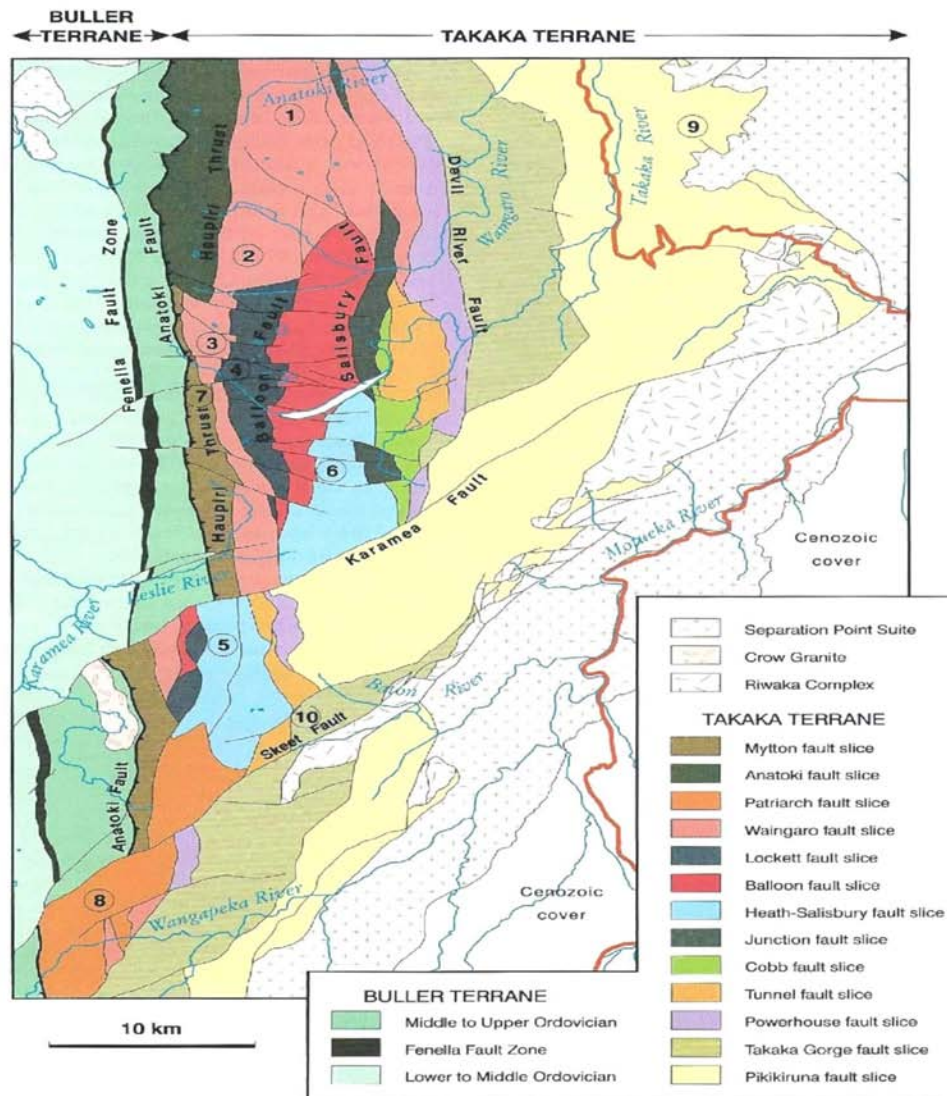 BULLER
TERRANE
TAKAKA TERRANE
Anatoki River
1
9
Takaka River
Thrust
Haupiri
Devil
River
Fault
Waingaro River
Zone
Fault
Fenella
Fault
Anatoki
2
Fault
Salisbury
3
4
Fault
Balloon
7
Thrust
Haupiri
6
Karamea Fault
Motueka River
Cenozoic
cover
Leslie River
Karamea River
5
Baton River
10
Skeet Fault
Anatoki Fault
8
Wangapeka River
Cenozoic
cover
10 km
BULLER TERRANE
Middle to Upper Ordovician
Fenella Fault Zone
Lower to Middle Ordovician
Separation Point Suite
Crow Granite
Riwaka Complex
TAKAKA TERRANE
Mytton fault slice
Anatoki fault slice
Patriarch fault slice
Waingaro fault slice
Lockett fault slice
Balloon fault slice
Heath-Salisbury fault slice
Junction fault slice
Cobb fault slice
Tunnel fault slice
Powerhouse fault slice
Takaka Gorge fault slice
Pikikiruna fault slice